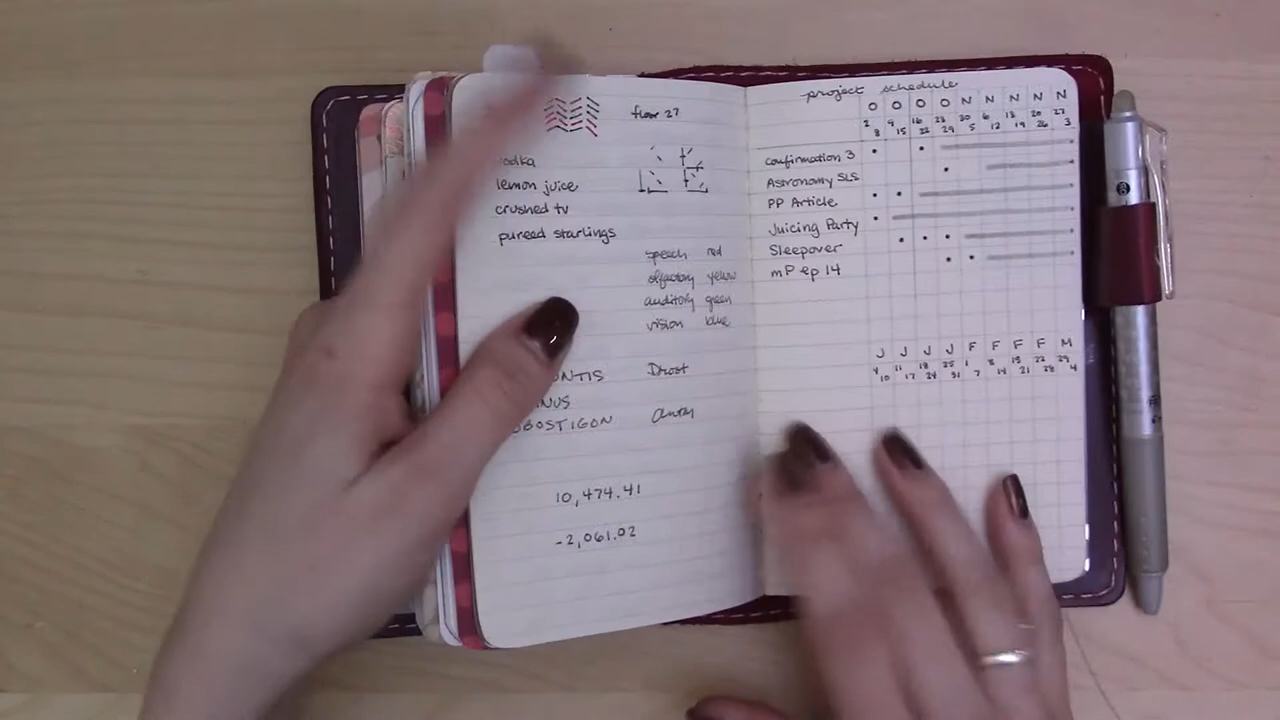 floor 27
vodka
lemon juice
crushed tv
pureed starlings
speech red
olfactory yellow
auditory green
vision blue
Drost
10,474.41
-2,061.02
project schedule
O O O O N N N N N
2 9 16 23 30 6 13 20 27
8 15 22 29 5 12 19 26 3
confirmation 3
Astronomy SLS
PP Article
Juicing Party
Sleepover
mP ep 14
J J J J F F F F M
4 11 18 25 1 8 15 22 29
10 17 24 31 7 14 21 28 4